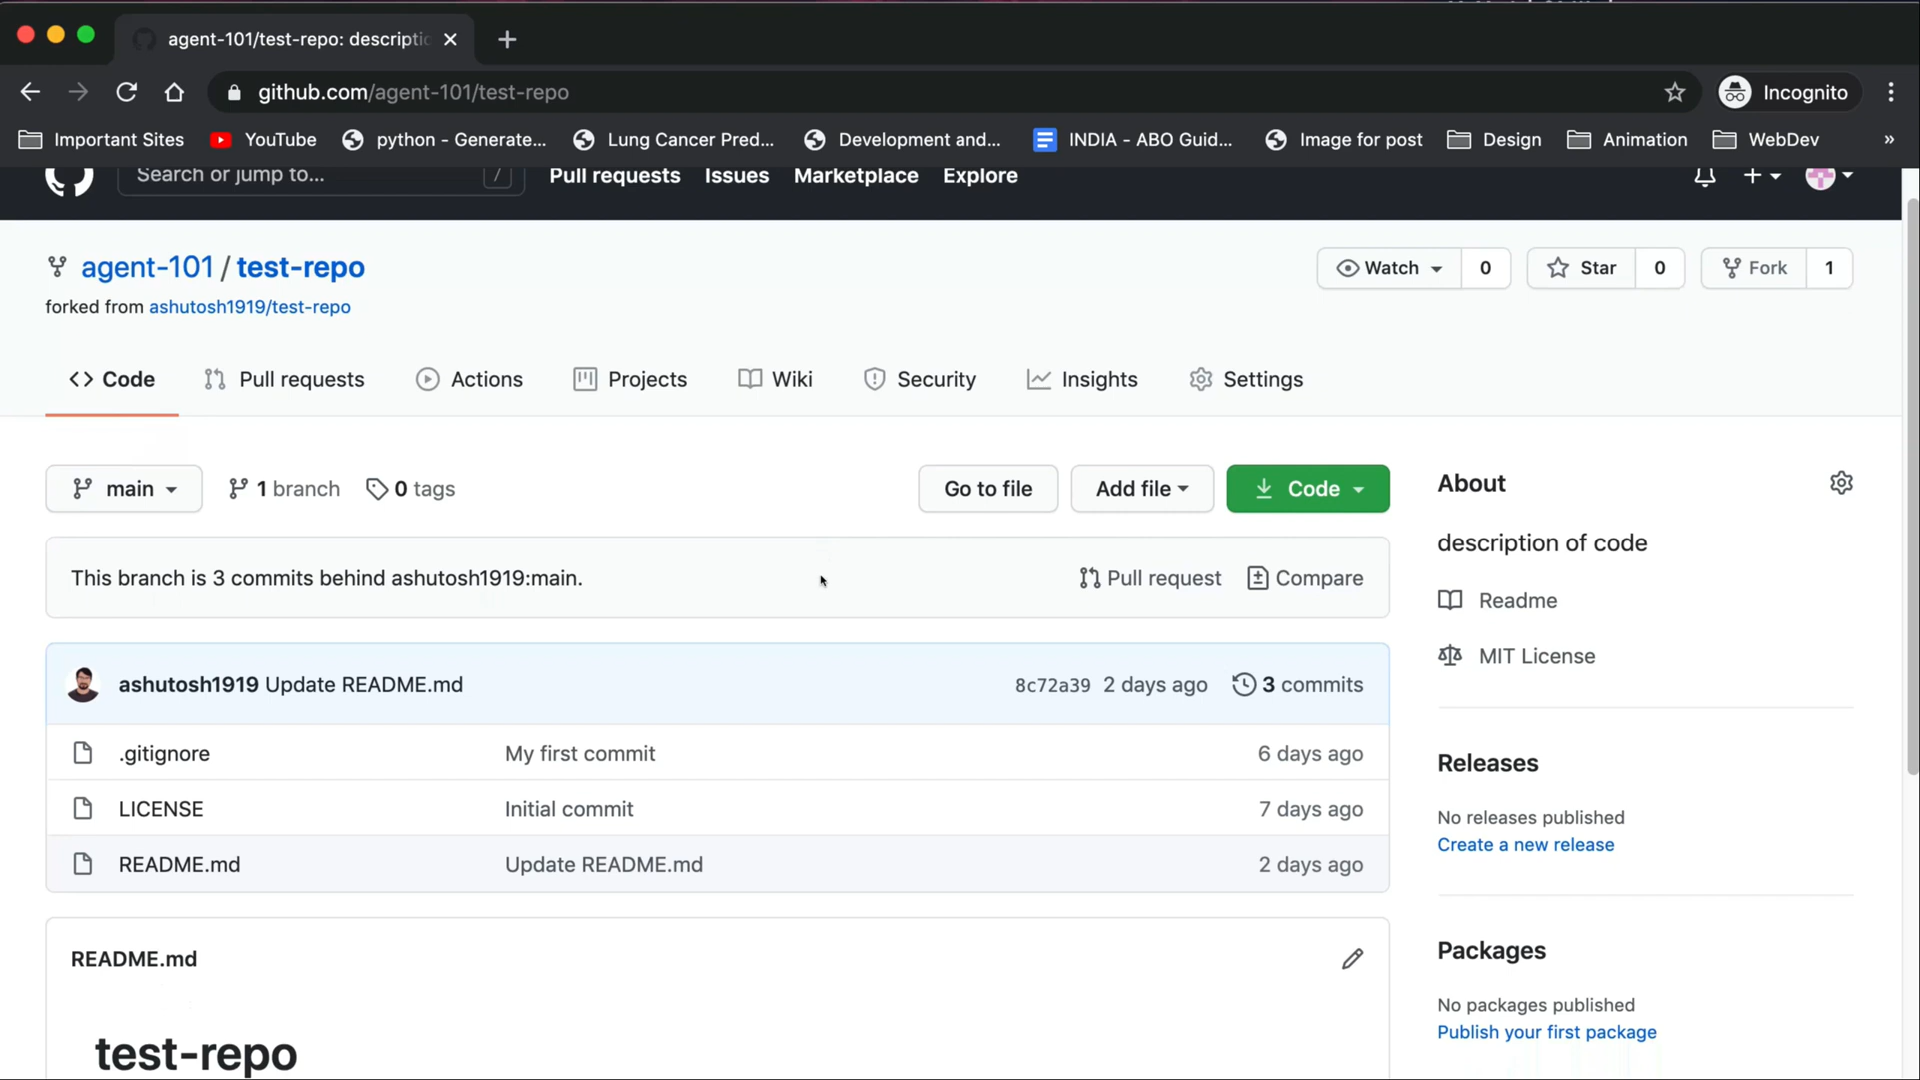 agent-101/test-repo: descripti
github.com/agent-101/test-repo
Incognito
Important Sites YouTube python - Generate... Lung Cancer Pred... Development and... INDIA - ABO Guid... Image for post Design Animation WebDev »
Search or jump to... / Pull requests Issues Marketplace Explore
agent-101 / test-repo
Watch 0 Star 0 Fork 1
forked from ashutosh1919/test-repo
Code Pull requests Actions Projects Wiki Security Insights Settings
main 1 branch 0 tags Go to file Add file Code
This branch is 3 commits behind ashutosh1919:main. Pull request Compare
ashutosh1919 Update README.md 8c72a39 2 days ago 3 commits
.gitignore My first commit 6 days ago
LICENSE Initial commit 7 days ago
README.md Update README.md 2 days ago
README.md
test-repo
About
description of code
Readme
MIT License
Releases
No releases published
Create a new release
Packages
No packages published
Publish your first package